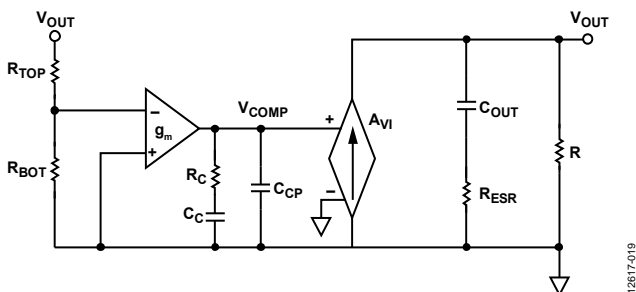 VOUT
VOUT
RTOP
RBOT
−
gm
+
VCOMP
RC
CC
CCP
+
AVI
−
COUT
RESR
R
12617-019